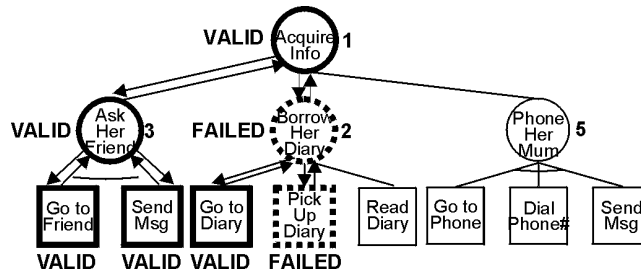 VALID
Acquire
Info
1
VALID
Ask
Her
Friend
3
FAILED
Borrow
Her
Diary
2
Phone
Her
Mum
5
Go to
Friend
Send
Msg
Go to
Diary
Pick
Up
Diary
Read
Diary
Go to
Phone
Dial
Phone#
Send
Msg
VALID
VALID
VALID
FAILED